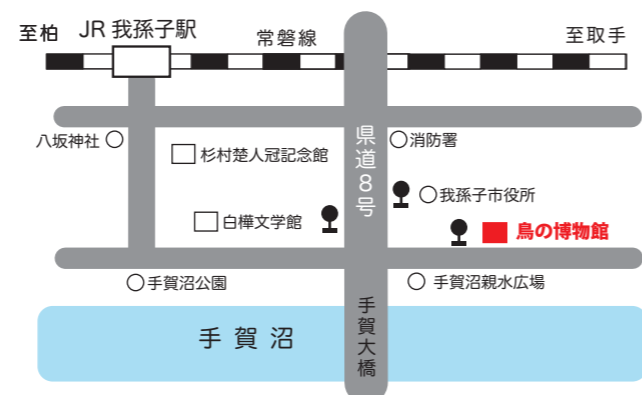 至柏
JR 我孫子駅
常磐線
至取手
八坂神社
杉村楚人冠記念館
県道8号
消防署
我孫子市役所
白樺文学館
鳥の博物館
手賀沼公園
手賀沼親水広場
手賀沼
手賀大橋